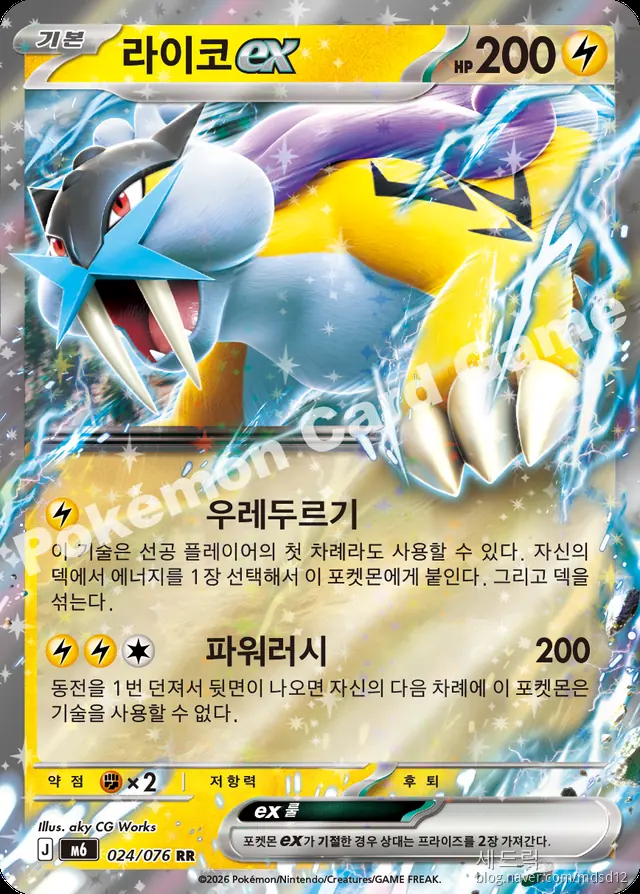 기본
라이코ex
HP 200
Pokémon Card Game
우레두르기
이 기술은 선공 플레이어의 첫 차례라도 사용할 수 있다. 자신의
덱에서 에너지를 1장 선택해서 이 포켓몬에게 붙인다. 그리고 덱을
섞는다.
파워러시 200
동전을 1번 던져서 뒷면이 나오면 자신의 다음 차례에 이 포켓몬은
기술을 사용할 수 없다.
약점 ×2 저항력 후퇴
ex 룰
포켓몬 ex가 기절한 경우 상대는 프라이즈를 2장 가져간다.
Illus. aky CG Works
J M6 024/076 RR
©2026 Pokémon/Nintendo/Creatures/GAME FREAK.
세드릭
blog.naver.com/mdsd12